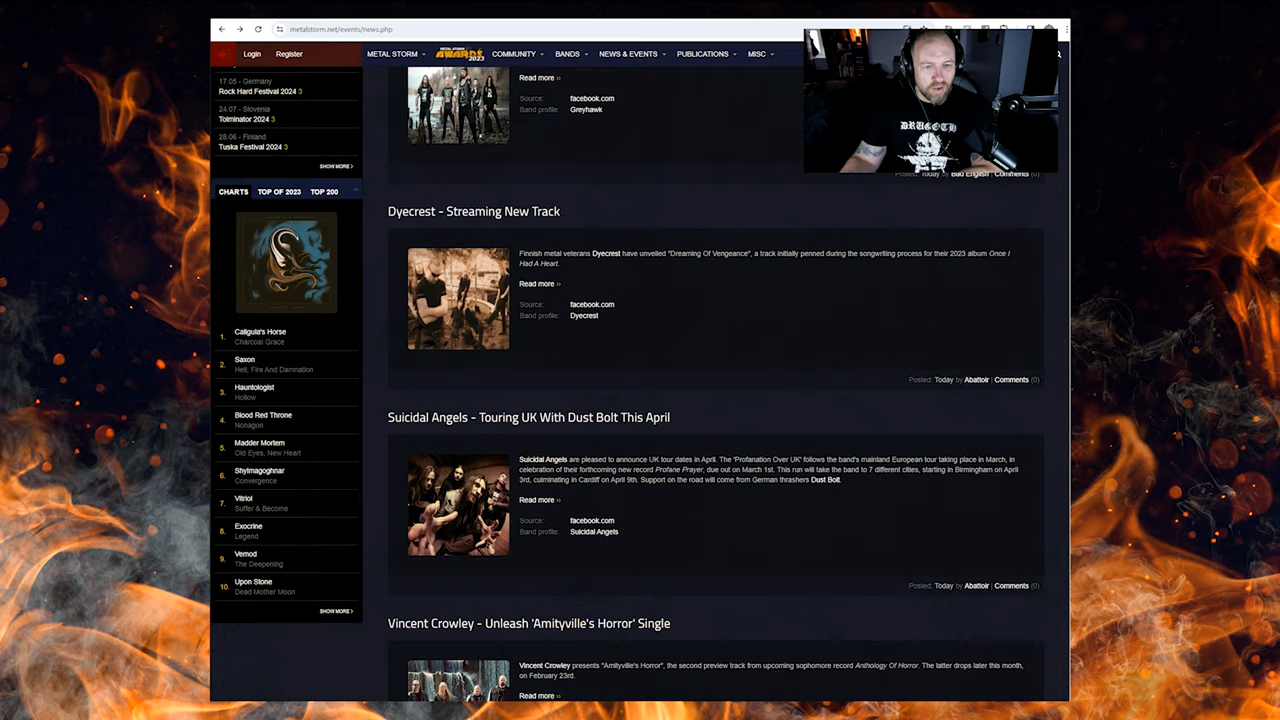 metalstorm.net/events/news.php
Login
Register
METAL STORM
METAL STORM
AWARDS
2023
COMMUNITY
BANDS
NEWS & EVENTS
PUBLICATIONS
MISC
17.05 - Germany
Rock Hard Festival 2024 3
24.07 - Slovenia
Tolminator 2024 3
26.06 - Finland
Tuska Festival 2024 3
SHOW MORE
CHARTS
TOP OF 2023
TOP 200
1.
Caligula's Horse
Charcoal Grace
2.
Saxon
Hell, Fire And Damnation
3.
Hauntologist
Hollow
4.
Blood Red Throne
Nonagon
5.
Madder Mortem
Old Eyes, New Heart
6.
Shylmagoghnar
Convergence
7.
Vitriol
Suffer & Become
8.
Exocrine
Legend
9.
Vemod
The Deepening
10.
Upon Stone
Dead Mother Moon
SHOW MORE
Read more ››
Source: facebook.com
Band profile: Greyhawk
Posted: Today by Bad English | Comments (0)
DRUGOTH
Dyecrest - Streaming New Track
Finnish metal veterans Dyecrest have unveiled "Dreaming Of Vengeance", a track initially penned during the songwriting process for their 2023 album Once I
Had A Heart.
Read more ››
Source: facebook.com
Band profile: Dyecrest
Posted: Today by Abattoir | Comments (0)
Suicidal Angels - Touring UK With Dust Bolt This April
Suicidal Angels are pleased to announce UK tour dates in April. The 'Profanation Over UK' follows the band's mainland European tour taking place in March, in
celebration of their forthcoming new record Profane Prayer, due out on March 1st. This run will take the band to 7 different cities, starting in Birmingham on April
3rd, culminating in Cardiff on April 9th. Support on the road will come from German thrashers Dust Bolt.
Read more ››
Source: facebook.com
Band profile: Suicidal Angels
Posted: Today by Abattoir | Comments (0)
Vincent Crowley - Unleash 'Amityville's Horror' Single
Vincent Crowley presents "Amityville's Horror", the second preview track from upcoming sophomore record Anthology Of Horror. The latter drops later this month,
on February 23rd.
Read more ››